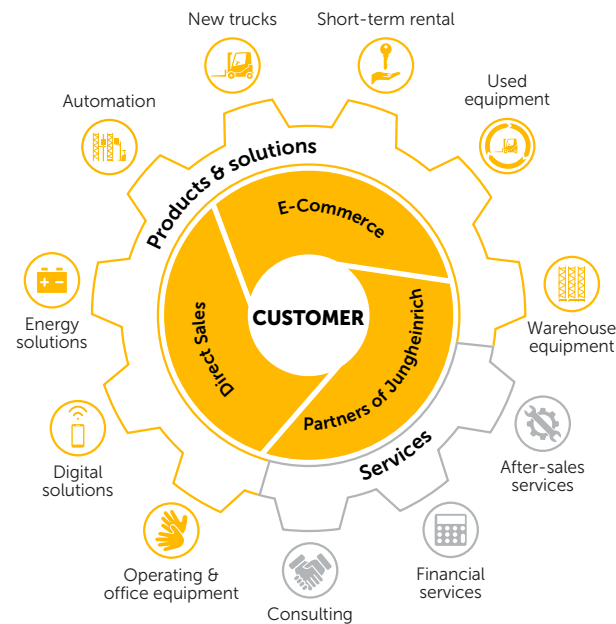 New trucks
Short-term rental
Automation
Used
equipment
Products & solutions
E-Commerce
Energy
solutions
Direct Sales
CUSTOMER
Partners of Jungheinrich
Warehouse
equipment
Digital
solutions
Services
After-sales
services
Operating &
office equipment
Consulting
Financial
services